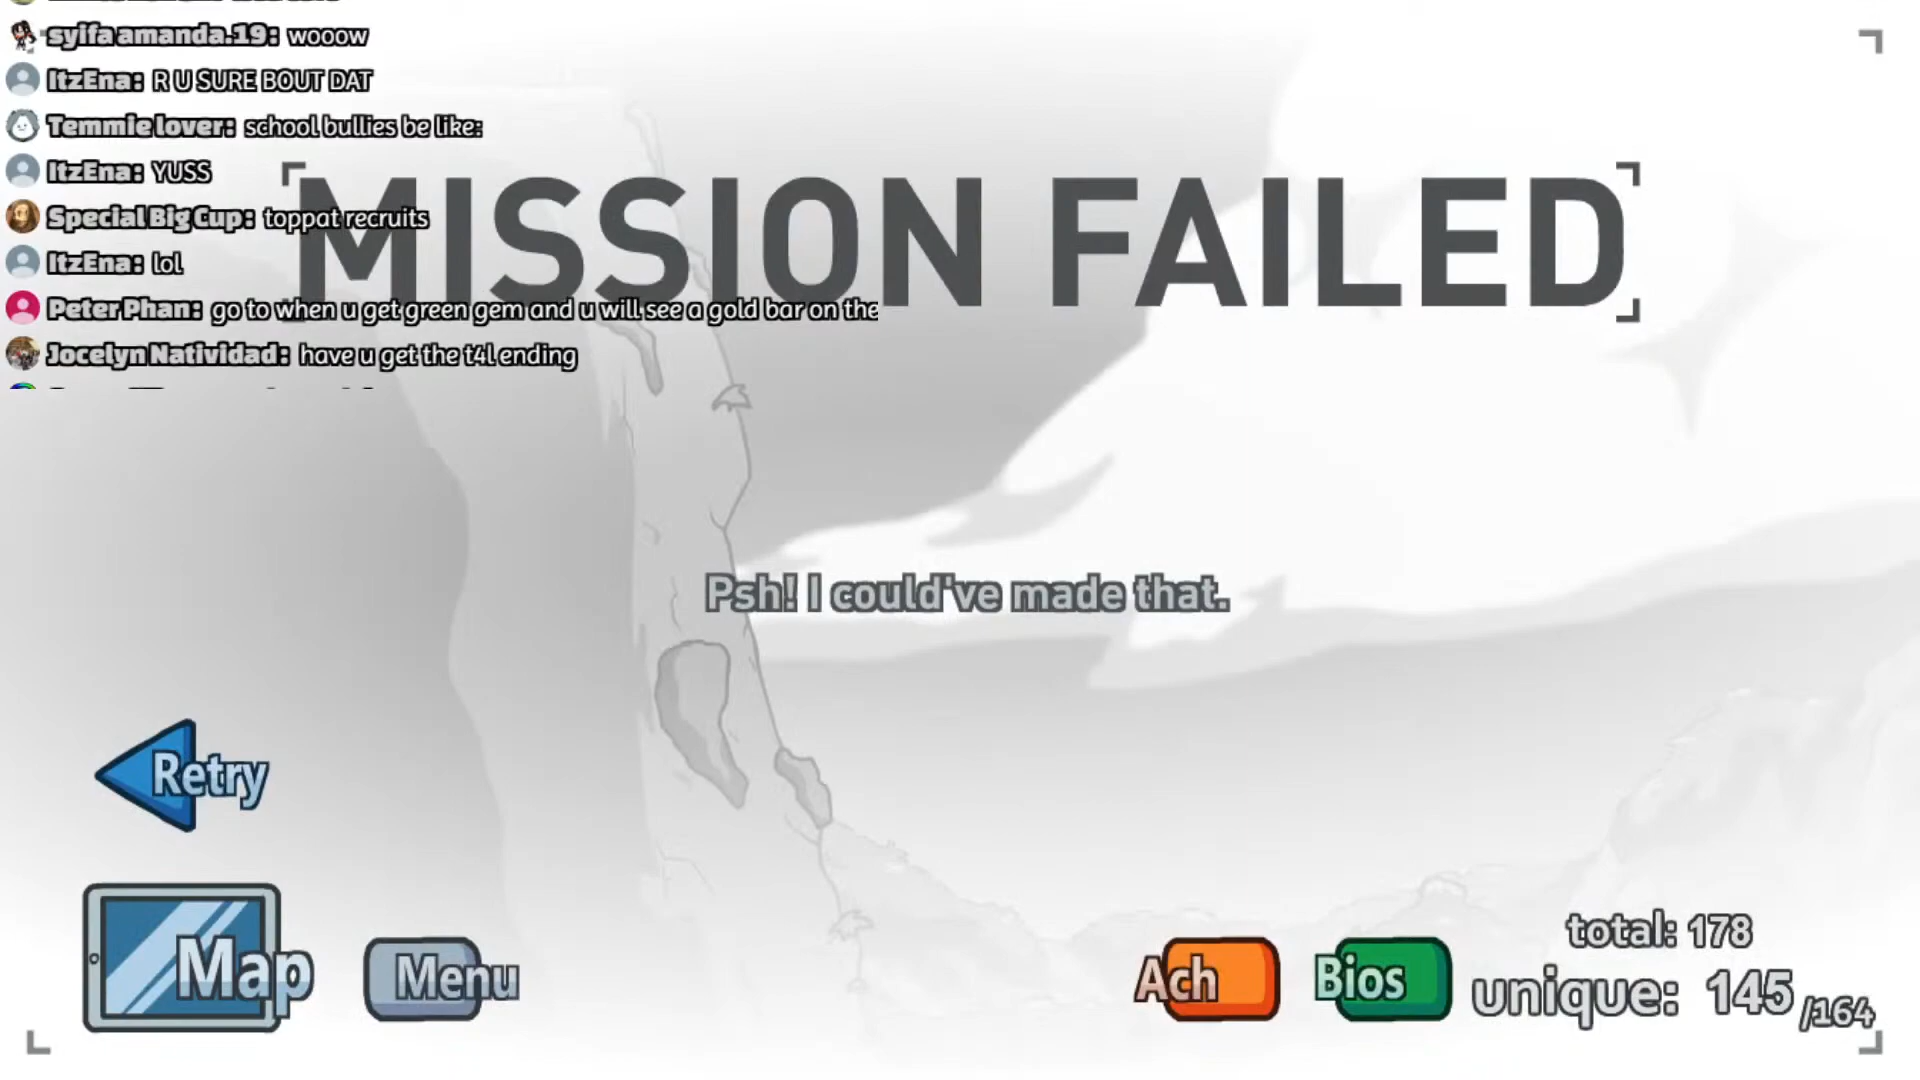 syifa amanda.19: wooow
ItzEna: R U SURE BOUT DAT
Temmie lover: school bullies be like:
ItzEna: YUSS
Special Big Cup: toppat recruits
ItzEna: lol
Peter Phan: go to when u get green gem and u will see a gold bar on the
Jocelyn Natividad: have u get the t4l ending
MISSION FAILED
Psh! I could've made that.
Retry
Map
Menu
Ach
Bios
total: 178
unique: 145 /164